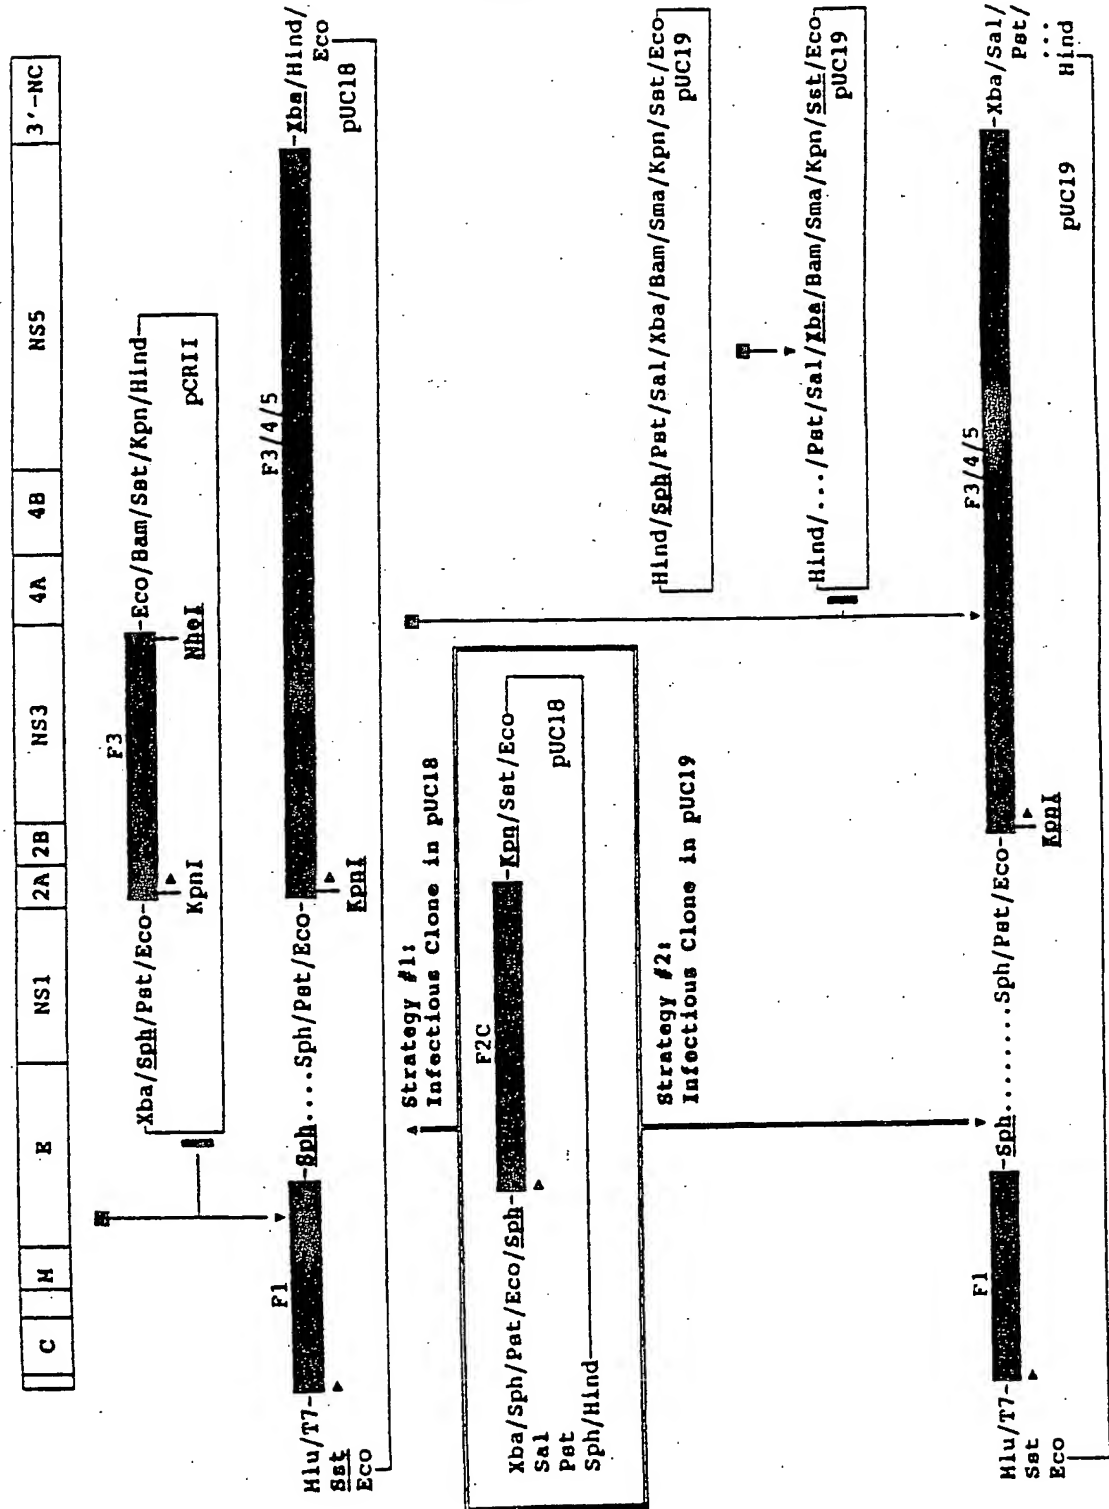 C M E NS1 2A 2B NS3 4A 4B NS5 3'-NC
F3
Xba/Sph/Pst/Eco-
-Eco/Bam/Sst/Kpn/Hind
KpnI
NheI
pCRII
F1
F3/4/5
Mlu/T7-
Sst
Eco
-Sph....Sph/Pst/Eco-
KpnI
-Xba/Hind/
Eco
pUC18
Strategy #1:
Infectious Clone in pUC18
F2C
Xba/Sph/Pst/Eco/Sph-
Sal
Pst
Sph/Hind
-Kpn/Sst/Eco
pUC18
Strategy #2:
Infectious Clone in pUC19
Hind/Sph/Pst/Sal/Xba/Bam/Sma/Kpn/Sst/Eco
pUC19
Hind/.../Pst/Sal/Xba/Bam/Sma/Kpn/Sst/Eco
pUC19
F1
F3/4/5
Mlu/T7-
Sst
Eco
-Sph........Sph/Pst/Eco-
KpnI
-Xba/Sal/
Pst/
...
Hind
pUC19